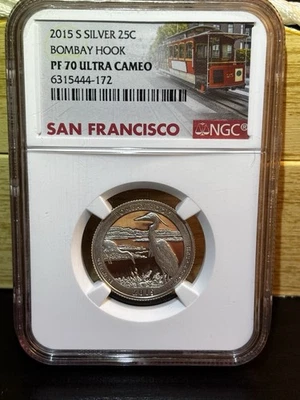 2015 S SILVER 25C
BOMBAY HOOK
PF 70 ULTRA CAMEO
6315444-172
SAN FRANCISCO
NGC®